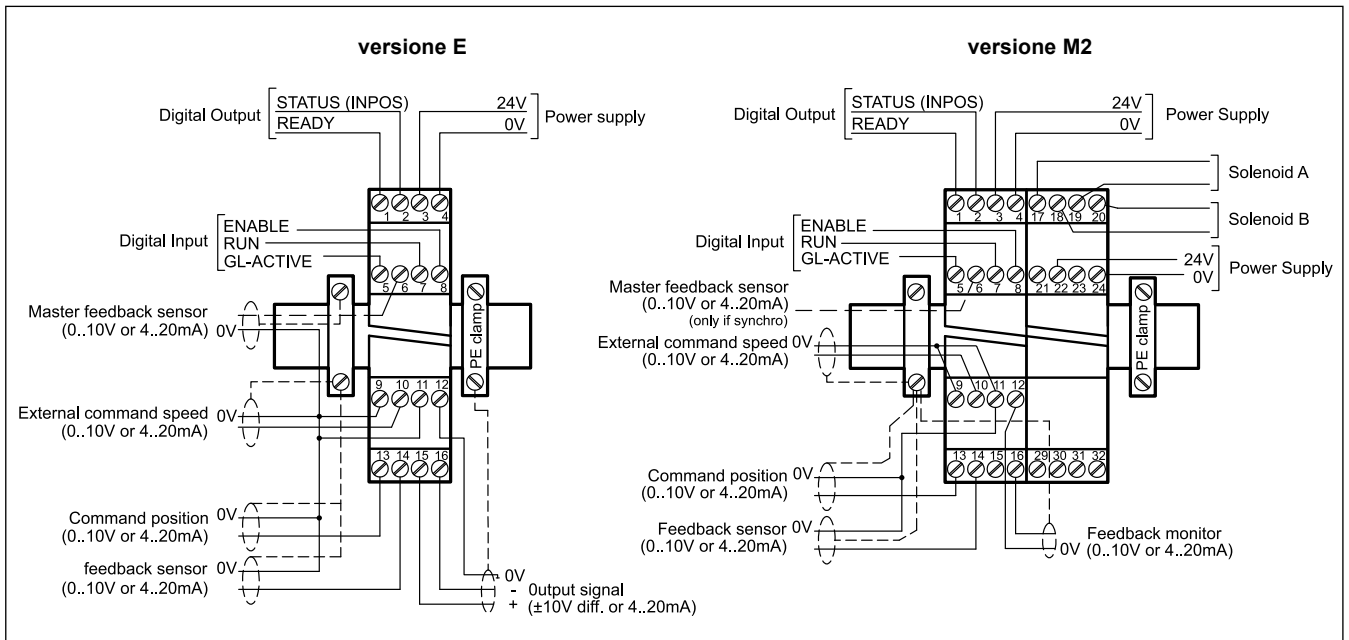 versione E
Digital Output
STATUS (INPOS)
READY
24V
0V
Power supply
1 2 3 4
Digital Input
ENABLE
RUN
GL-ACTIVE
5 6 7 8
Master feedback sensor
(0..10V or 4..20mA) 0V
PE clamp
9 10 11 12
External command speed 0V
(0..10V or 4..20mA)
13 14 15 16
Command position 0V
(0..10V or 4..20mA)
feedback sensor 0V
(0..10V or 4..20mA)
0V
- 0utput signal
+ (±10V diff. or 4..20mA)
versione M2
Digital Output
STATUS (INPOS)
READY
24V
0V
Power Supply
Solenoid A
1 2 3 4 17 18 19 20
Solenoid B
Digital Input
ENABLE
RUN
GL-ACTIVE
24V
0V
Power Supply
5 6 7 8 21 22 23 24
Master feedback sensor
(0..10V or 4..20mA)
(only if synchro)
External command speed 0V
(0..10V or 4..20mA)
PE clamp
9 10 11 12
13 14 15 16 29 30 31 32
Command position 0V
(0..10V or 4..20mA)
Feedback sensor 0V
(0..10V or 4..20mA)
Feedback monitor
0V (0..10V or 4..20mA)